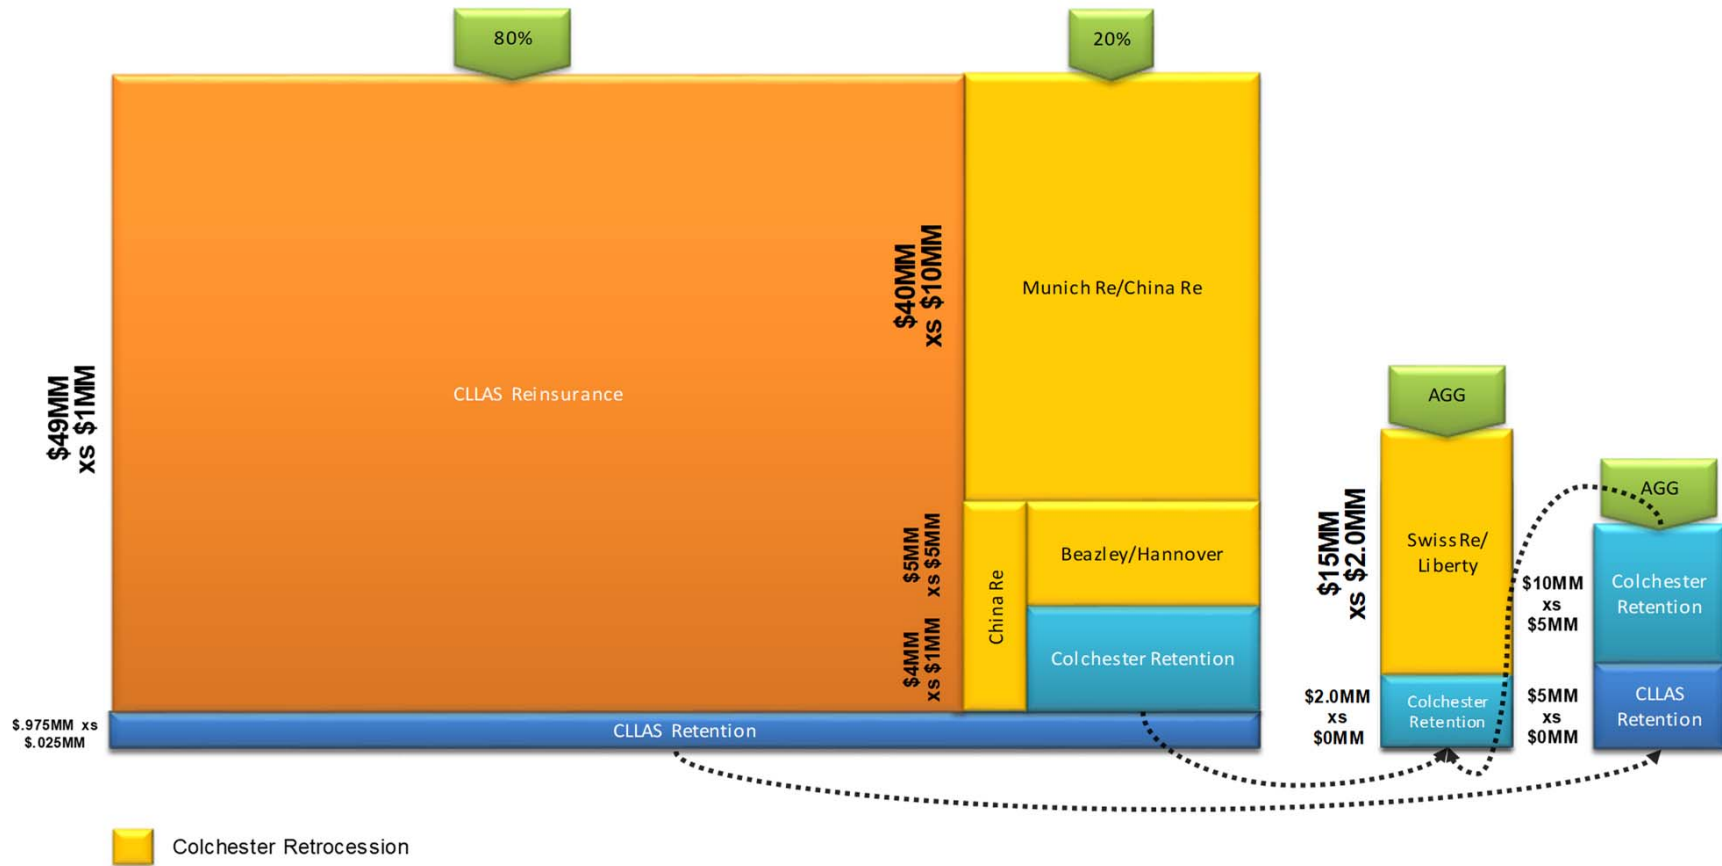 80%
20%
$49MM
xs $1MM
CLLAS Reinsurance
$40MM
xs $10MM
Munich Re/China Re
$5MM
xs $5MM
$4MM
xs $1MM
China Re
Beazley/Hannover
Colchester Retention
$.975MM xs
$.025MM
CLLAS Retention
AGG
$15MM
xs $2.0MM
Swiss Re/
Liberty
$2.0MM
xs
$0MM
Colchester
Retention
AGG
$10MM
xs
$5MM
Colchester
Retention
$5MM
xs
$0MM
CLLAS
Retention
Colchester Retrocession